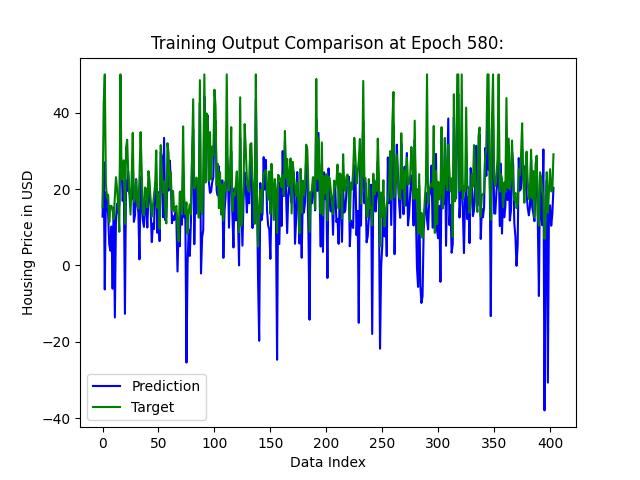 Training Output Comparison at Epoch 580:
Housing Price in USD
40
20
0
−20
−40
Prediction
Target
0 50 100 150 200 250 300 350 400
Data Index